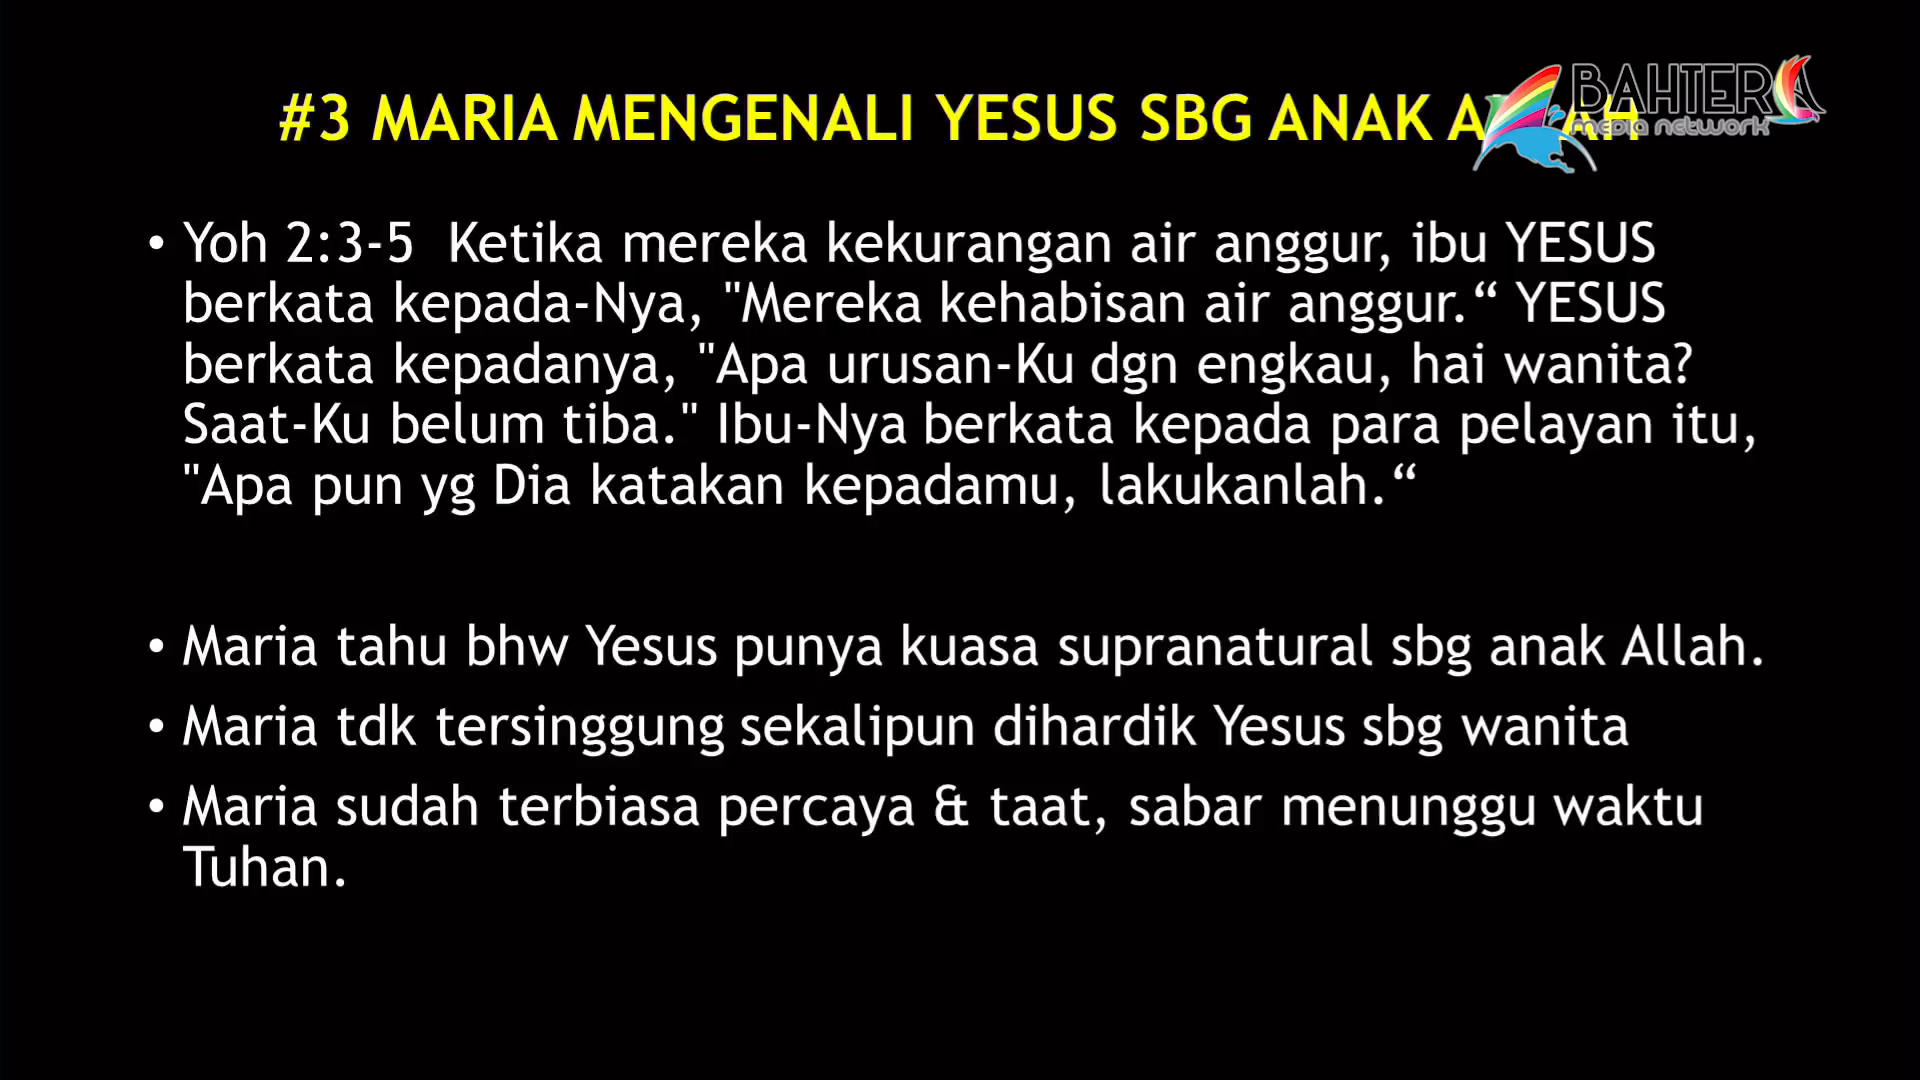 #3 MARIA MENGENALI YESUS SBG ANAK
BAHTERA
media network
• Yoh 2:3-5 Ketika mereka kekurangan air anggur, ibu YESUS
berkata kepada-Nya, "Mereka kehabisan air anggur.“ YESUS
berkata kepadanya, "Apa urusan-Ku dgn engkau, hai wanita?
Saat-Ku belum tiba." Ibu-Nya berkata kepada para pelayan itu,
"Apa pun yg Dia katakan kepadamu, lakukanlah.“
• Maria tahu bhw Yesus punya kuasa supranatural sbg anak Allah.
• Maria tdk tersinggung sekalipun dihardik Yesus sbg wanita
• Maria sudah terbiasa percaya & taat, sabar menunggu waktu
Tuhan.